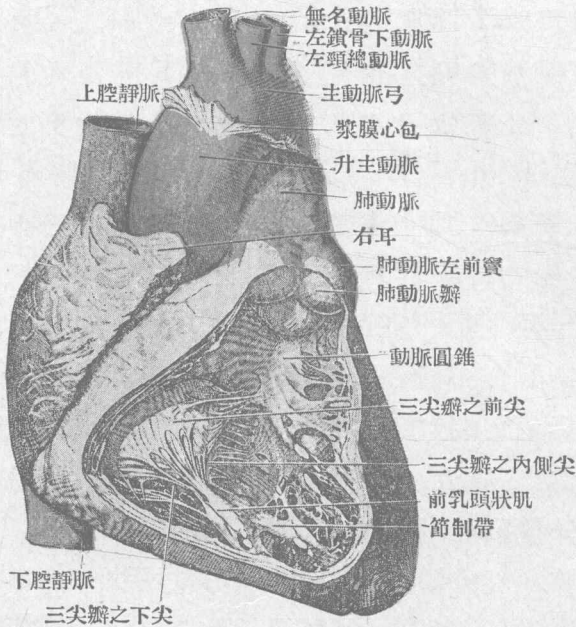 無名動脈
左鎖骨下動脈
左頸總動脈
上腔靜脈
主動脈弓
漿膜心包
升主動脈
肺動脈
右耳
肺動脈左前竇
肺動脈瓣
動脈圓錐
三尖瓣之前尖
三尖瓣之內側尖
前乳頭狀肌
節制帶
下腔靜脈
三尖瓣之下尖